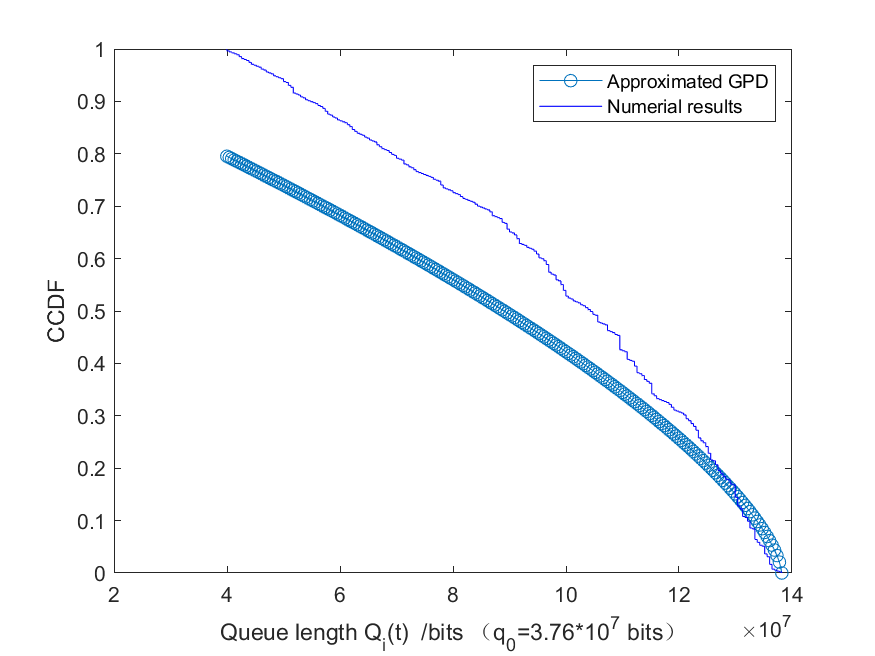 Approximated GPD
Numerial results
1
0.9
0.8
0.7
0.6
0.5
0.4
0.3
0.2
0.1
0
CCDF
2 4 6 8 10 12 14
×10^7
Queue length Q_i(t) /bits （q_0=3.76*10^7 bits）